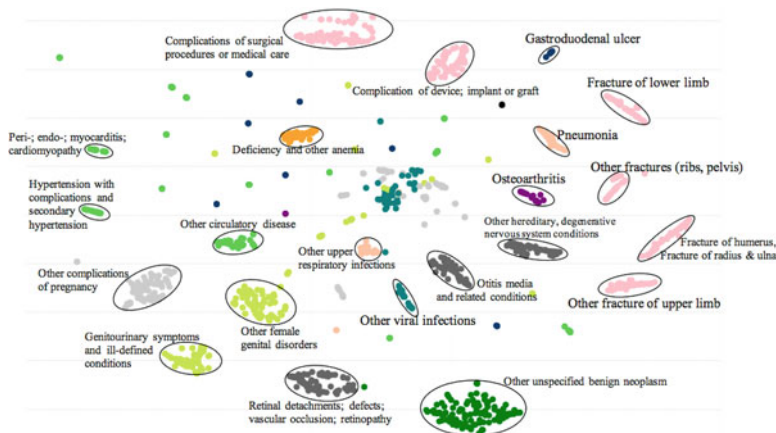 Complications of surgical
procedures or medical care
Gastroduodenal ulcer
Complication of device; implant or graft
Fracture of lower limb
Peri-; endo-; myocarditis;
cardiomyopathy
Deficiency and other anemia
Pneumonia
Other fractures (ribs, pelvis)
Hypertension with
complications and
secondary
hypertension
Osteoarthritis
Other circulatory disease
Other hereditary, degenerative
nervous system conditions
Fracture of humerus,
Fracture of radius & ulna
Other upper
respiratory infections
Other complications
of pregnancy
Otitis media
and related conditions
Other fracture of upper limb
Other viral infections
Other female
genital disorders
Genitourinary symptoms
and ill-defined
conditions
Other unspecified benign neoplasm
Retinal detachments; defects;
vascular occlusion; retinopathy